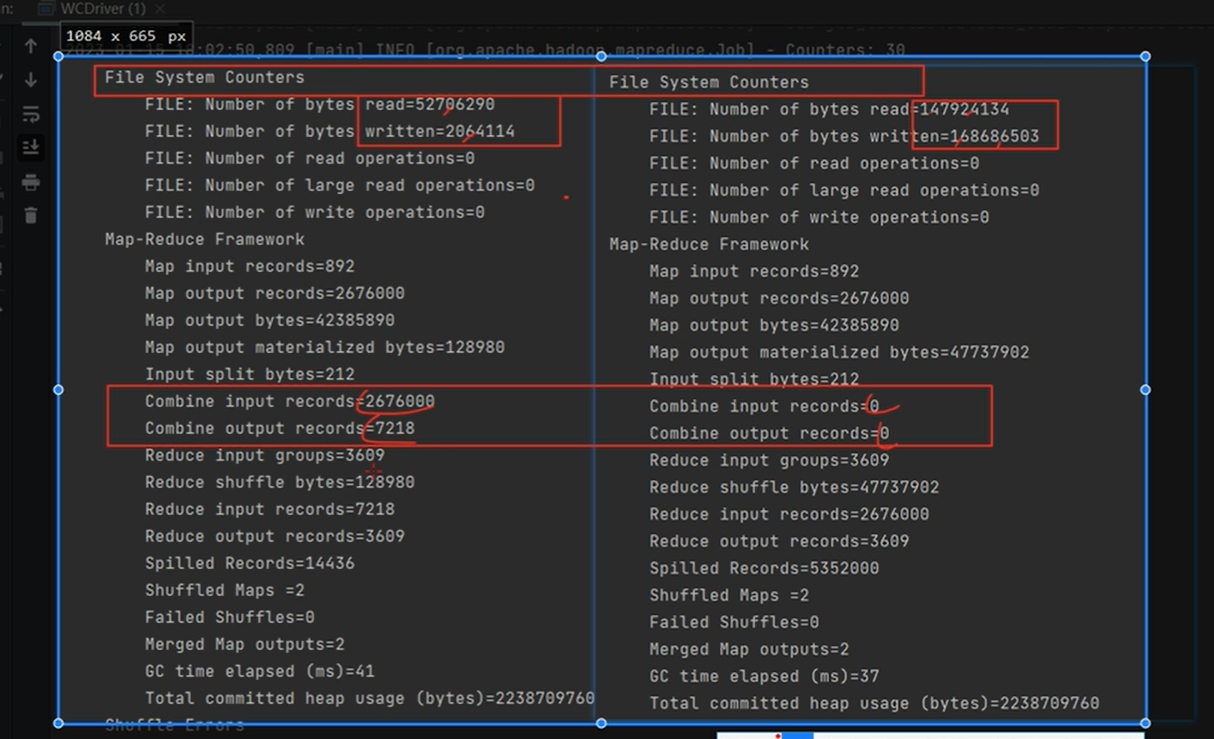 n:
WCDriver (1)
1084 x 665 px
18:02:50,809 [main] INFO [org.apache.hadoop.mapreduce.Job] - Counters: 30
File System Counters
FILE: Number of bytes read=52706290
FILE: Number of bytes written=2064114
FILE: Number of read operations=0
FILE: Number of large read operations=0
FILE: Number of write operations=0
Map-Reduce Framework
Map input records=892
Map output records=2676000
Map output bytes=42385890
Map output materialized bytes=128980
Input split bytes=212
Combine input records=2676000
Combine output records=7218
Reduce input groups=3609
Reduce shuffle bytes=128980
Reduce input records=7218
Reduce output records=3609
Spilled Records=14436
Shuffled Maps =2
Failed Shuffles=0
Merged Map outputs=2
GC time elapsed (ms)=41
Total committed heap usage (bytes)=2238709760
Shuffle Errors
File System Counters
FILE: Number of bytes read=147924134
FILE: Number of bytes written=168686503
FILE: Number of read operations=0
FILE: Number of large read operations=0
FILE: Number of write operations=0
Map-Reduce Framework
Map input records=892
Map output records=2676000
Map output bytes=42385890
Map output materialized bytes=47737902
Input split bytes=212
Combine input records=0
Combine output records=0
Reduce input groups=3609
Reduce shuffle bytes=47737902
Reduce input records=2676000
Reduce output records=3609
Spilled Records=5352000
Shuffled Maps =2
Failed Shuffles=0
Merged Map outputs=2
GC time elapsed (ms)=37
Total committed heap usage (bytes)=2238709760